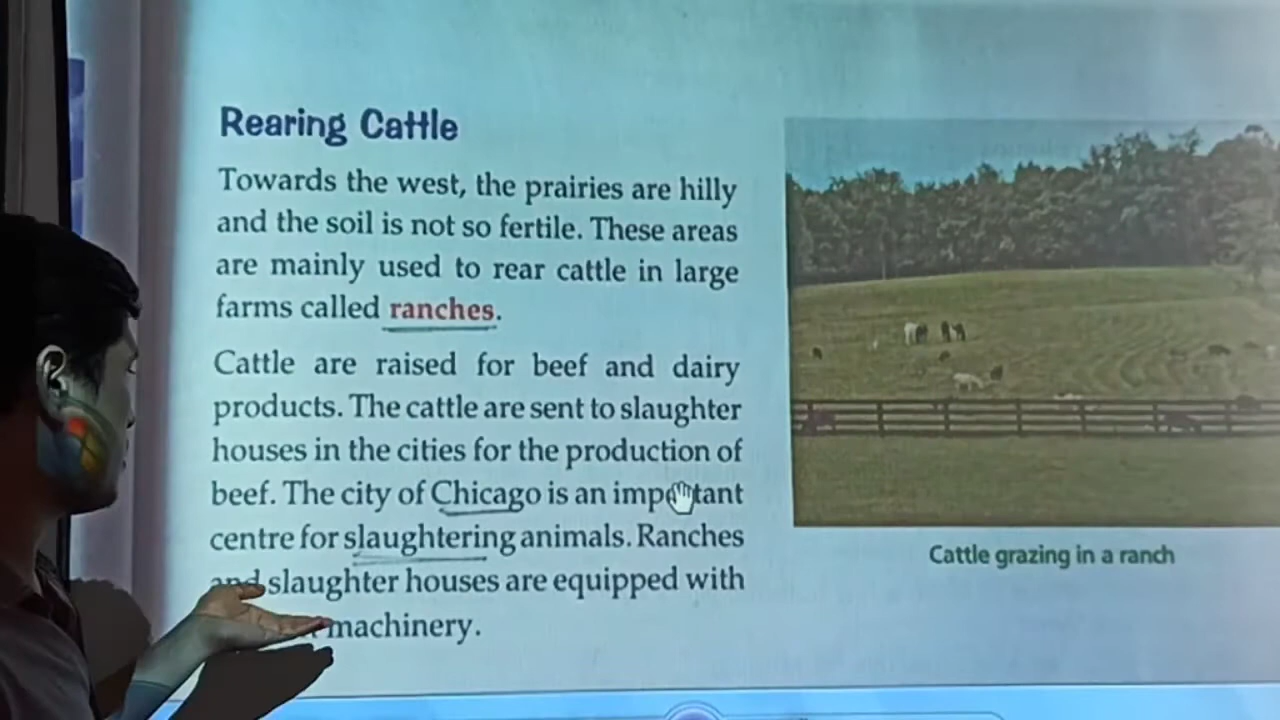 Rearing Cattle
Towards the west, the prairies are hilly
and the soil is not so fertile. These areas
are mainly used to rear cattle in large
farms called ranches.
Cattle are raised for beef and dairy
products. The cattle are sent to slaughter
houses in the cities for the production of
beef. The city of Chicago is an important
centre for slaughtering animals. Ranches
and slaughter houses are equipped with
machinery.
Cattle grazing in a ranch